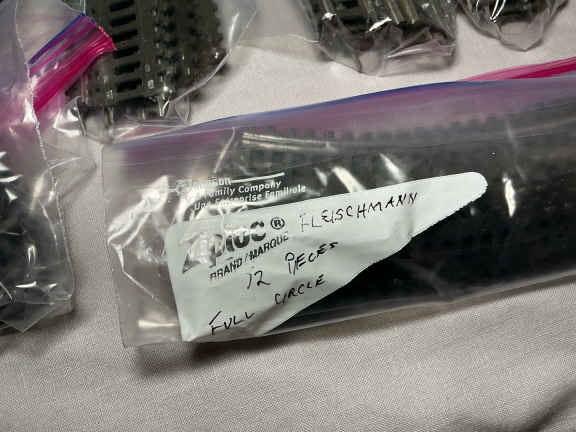 Family Company
Une Entreprise Familiale
Ziploc®
BRAND/MARQUE
FLEISCHMANN
12 PIECES
FULL CIRCLE